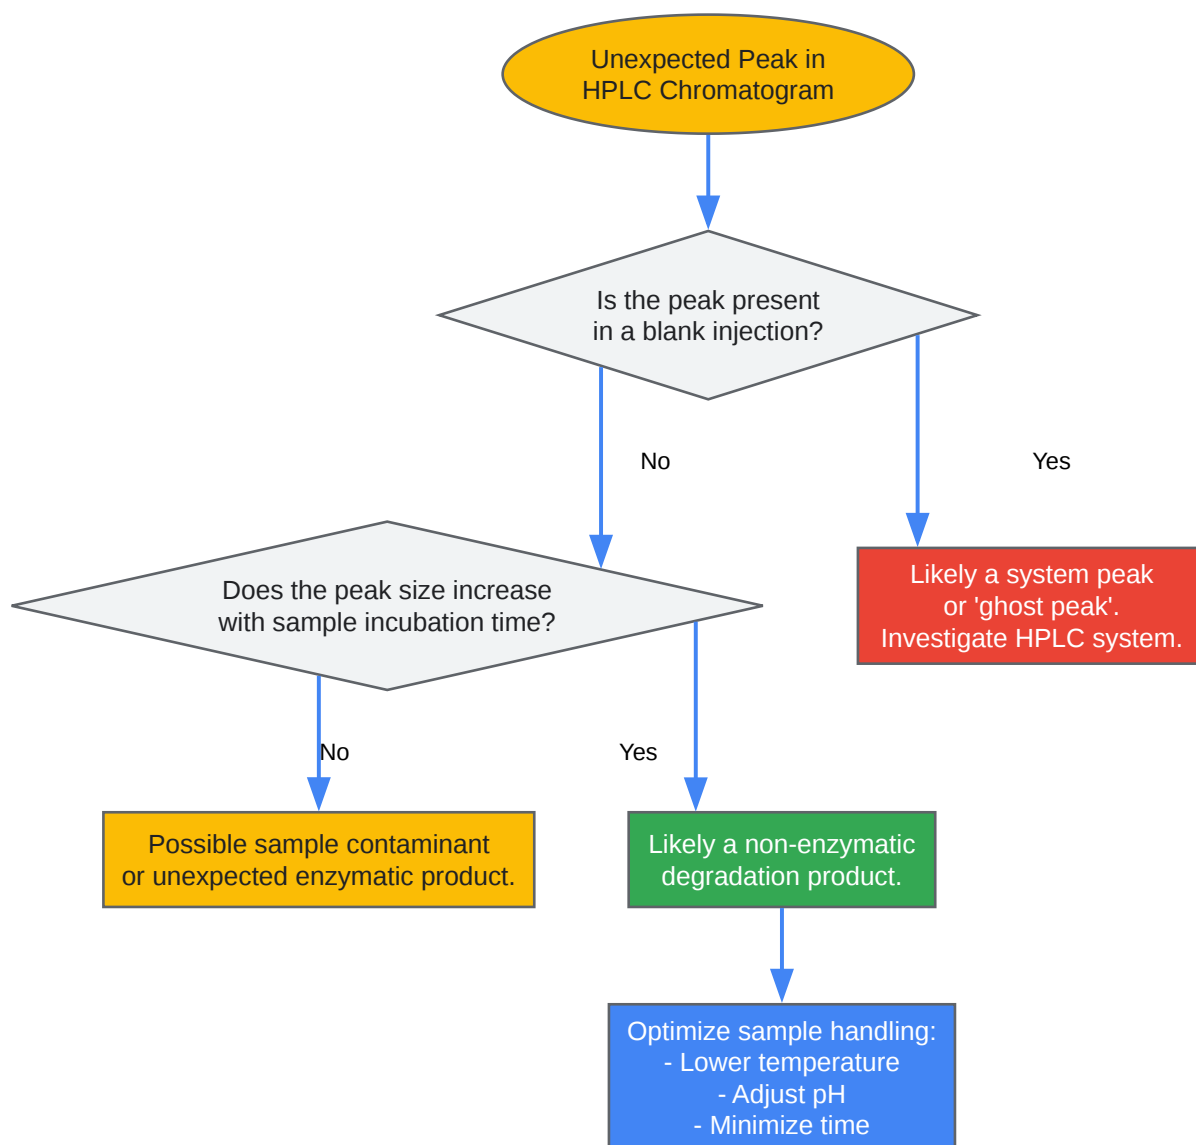 Unexpected Peak in
HPLC Chromatogram
Is the peak present
in a blank injection?
No
Yes
Does the peak size increase
with sample incubation time?
Likely a system peak
or 'ghost peak'.
Investigate HPLC system.
No
Yes
Possible sample contaminant
or unexpected enzymatic product.
Likely a non-enzymatic
degradation product.
Optimize sample handling:
- Lower temperature
- Adjust pH
- Minimize time